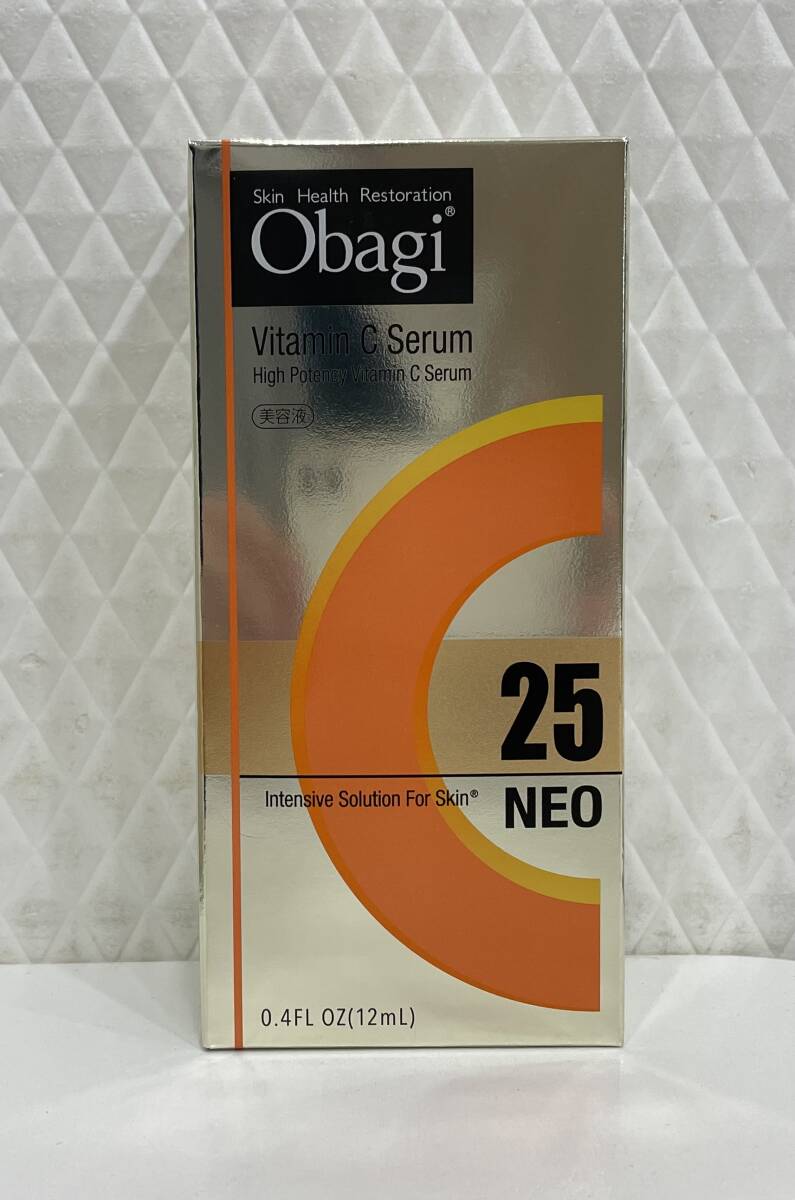 Skin Health Restoration
Obagi®
Vitamin C Serum
High Potency Vitamin C Serum
美容液
25
NEO
Intensive Solution For Skin®
0.4FL OZ(12mL)